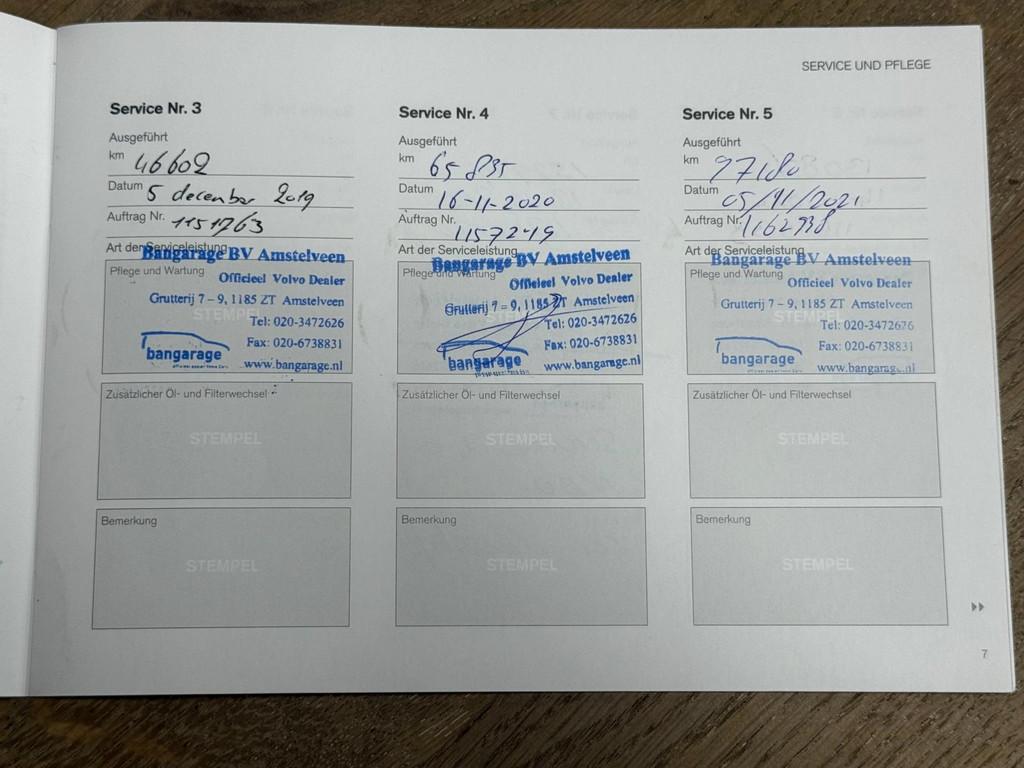 SERVICE UND PFLEGE
Service Nr. 3
Ausgeführt
km 46602
Datum 5 december 2019
Auftrag Nr. 1151763
Art der Serviceleistung
Bangarage BV Amstelveen
Pflege und Wartung
Officieel Volvo Dealer
Grutterij 7 – 9, 1185 ZT Amstelveen
STEMPEL
Tel: 020-3472626
Fax: 020-6738831
bangarage
www.bangarage.nl
Zusätzlicher Öl- und Filterwechsel
STEMPEL
Bemerkung
STEMPEL
Service Nr. 4
Ausgeführt
km 65835
Datum 16-11-2020
Auftrag Nr. 1157249
Art der Serviceleistung
Bangarage BV Amstelveen
Pflege und Wartung
Officieel Volvo Dealer
Grutterij 7 – 9, 1185 ZT Amstelveen
Tel: 020-3472626
Fax: 020-6738831
bangarage
www.bangarage.nl
Zusätzlicher Öl- und Filterwechsel
STEMPEL
Bemerkung
STEMPEL
Service Nr. 5
Ausgeführt
km 97180
Datum 05/11/2021
Auftrag Nr. 1162938
Art der Serviceleistung
Bangarage BV Amstelveen
Pflege und Wartung
Officieel Volvo Dealer
Grutterij 7 – 9, 1185 ZT Amstelveen
STEMPEL
Tel: 020-3472626
Fax: 020-6738831
bangarage
www.bangarage.nl
Zusätzlicher Öl- und Filterwechsel
STEMPEL
Bemerkung
STEMPEL
7